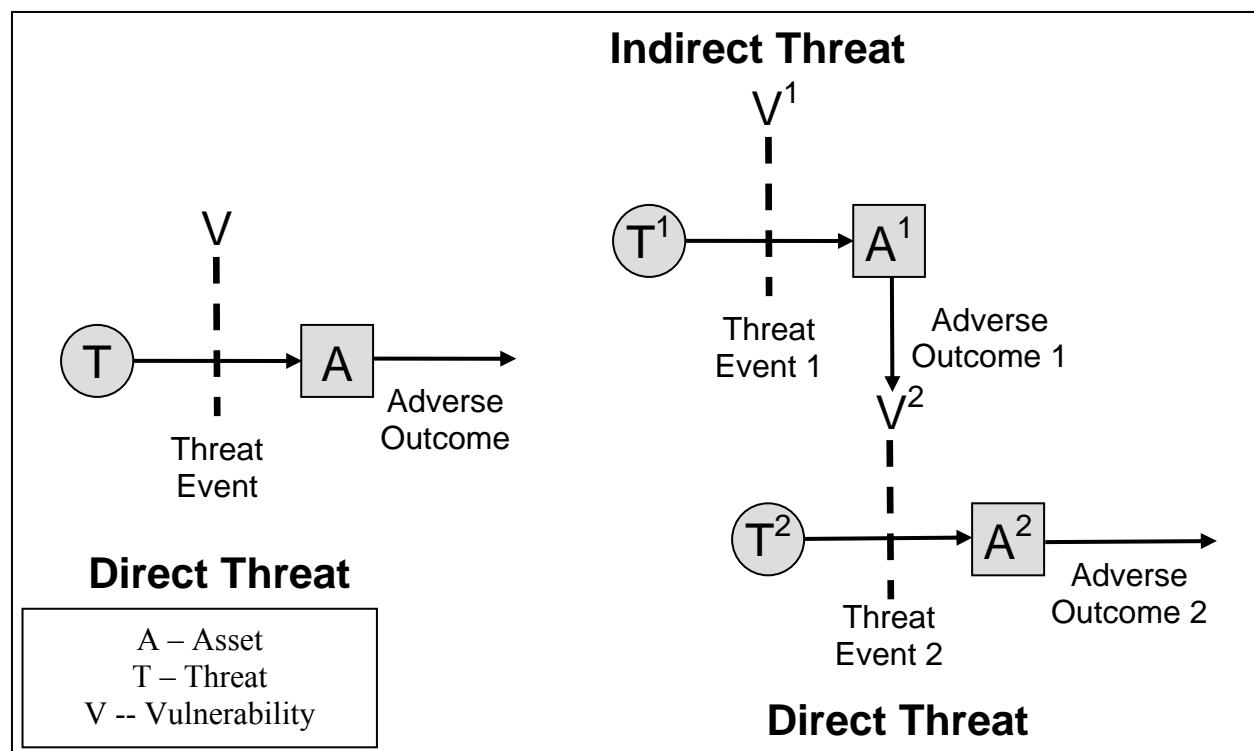 Indirect Threat
V¹
T¹
A¹
Threat
Event 1
Adverse
Outcome 1
V²
T²
A²
Threat
Event 2
Adverse
Outcome 2
Direct Threat
V
T
A
Threat
Event
Adverse
Outcome
Direct Threat
A – Asset
T – Threat
V -- Vulnerability